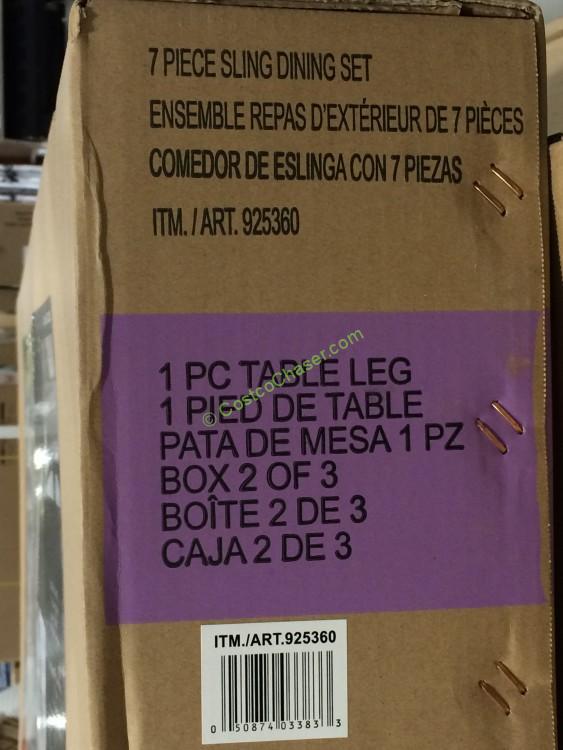 7 PIECE SLING DINING SET
ENSEMBLE REPAS D'EXTÉRIEUR DE 7 PIÈCES
COMEDOR DE ESLINGA CON 7 PIEZAS
ITM. / ART. 925360
1 PC TABLE LEG
© CostcoChaser.com
1 PIED DE TABLE
PATA DE MESA 1 PZ
BOX 2 OF 3
BOÎTE 2 DE 3
CAJA 2 DE 3
ITM./ART.925360
0 50874 03383 3